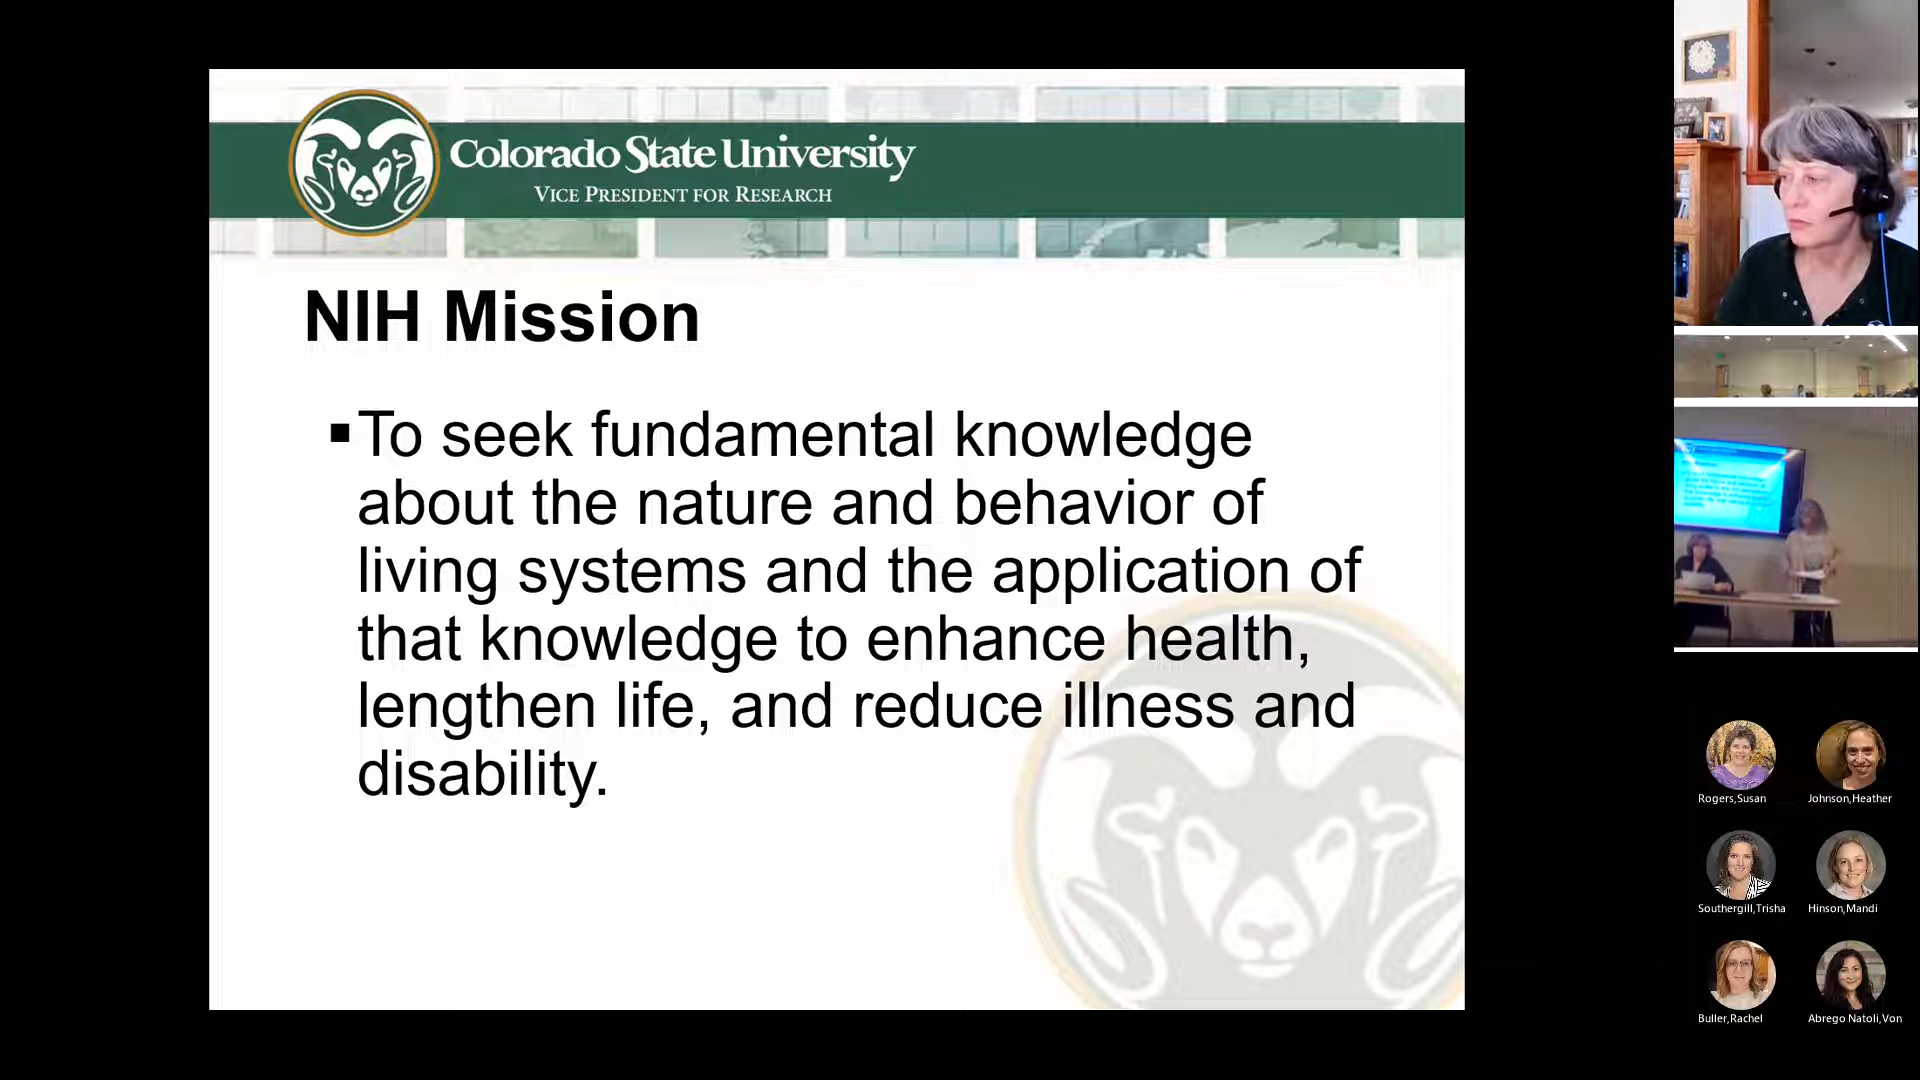 Colorado State University
VICE PRESIDENT FOR RESEARCH
NIH Mission
▪To seek fundamental knowledge
about the nature and behavior of
living systems and the application of
that knowledge to enhance health,
lengthen life, and reduce illness and
disability.
Rogers,Susan
Johnson,Heather
Southergill,Trisha
Hinson,Mandi
Buller,Rachel
Abrego Natoli,Von